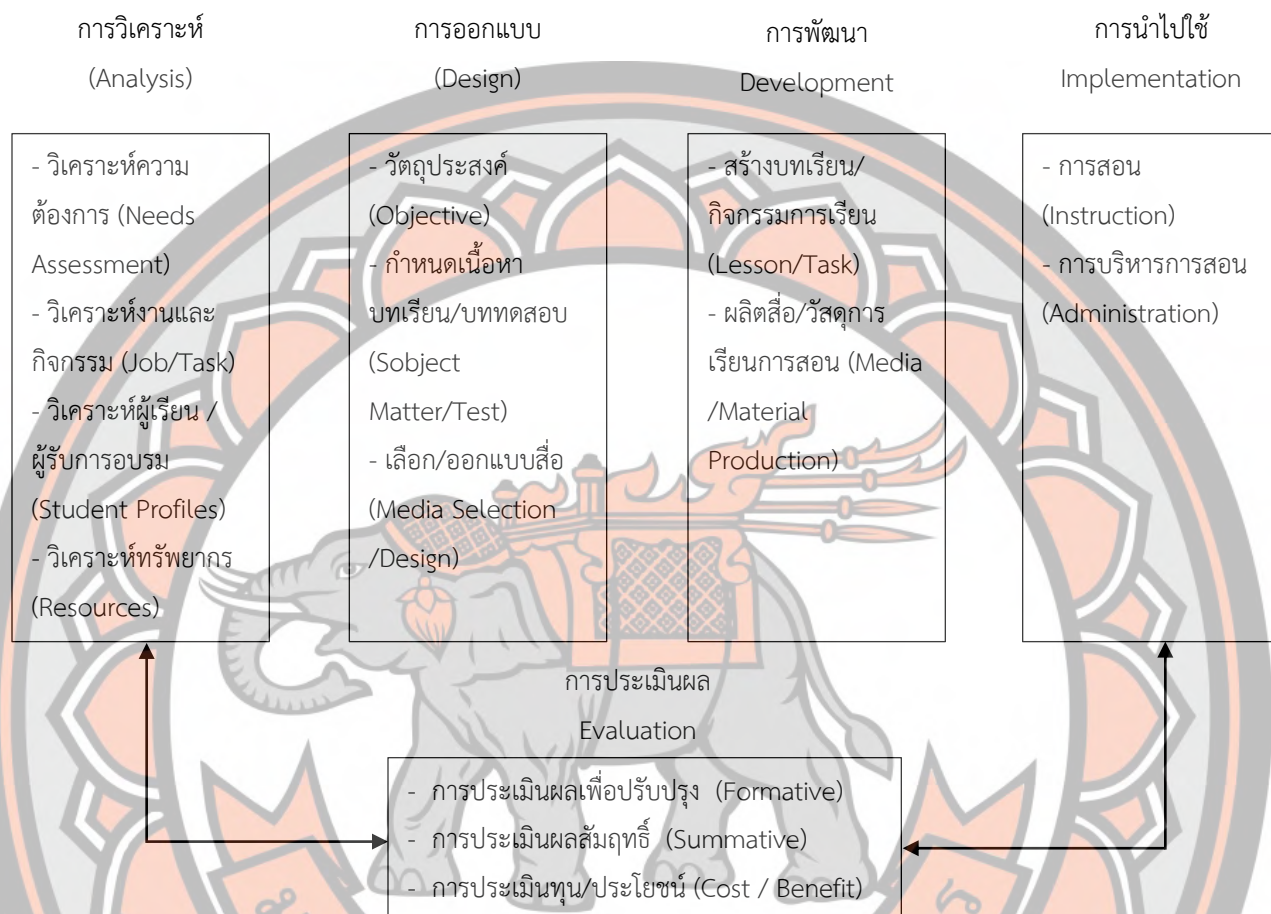 การวิเคราะห์
(Analysis)
- วิเคราะห์ความ
ต้องการ (Needs
Assessment)
- วิเคราะห์งานและ
กิจกรรม (Job/Task)
- วิเคราะห์ผู้เรียน /
ผู้รับการอบรม
(Student Profiles)
- วิเคราะห์ทรัพยากร
(Resources)
การออกแบบ
(Design)
- วัตถุประสงค์
(Objective)
- กำหนดเนื้อหา
บทเรียน/บททดสอบ
(Sobject
Matter/Test)
- เลือก/ออกแบบสื่อ
(Media Selection
/Design)
การพัฒนา
Development
- สร้างบทเรียน/
กิจกรรมการเรียน
(Lesson/Task)
- ผลิตสื่อ/วัสดุการ
เรียนการสอน (Media
/Material
Production)
การนำไปใช้
Implementation
- การสอน
(Instruction)
- การบริหารการสอน
(Administration)
การประเมินผล
Evaluation
- การประเมินผลเพื่อปรับปรุง (Formative)
- การประเมินผลสัมฤทธิ์ (Summative)
- การประเมินทุน/ประโยชน์ (Cost / Benefit)